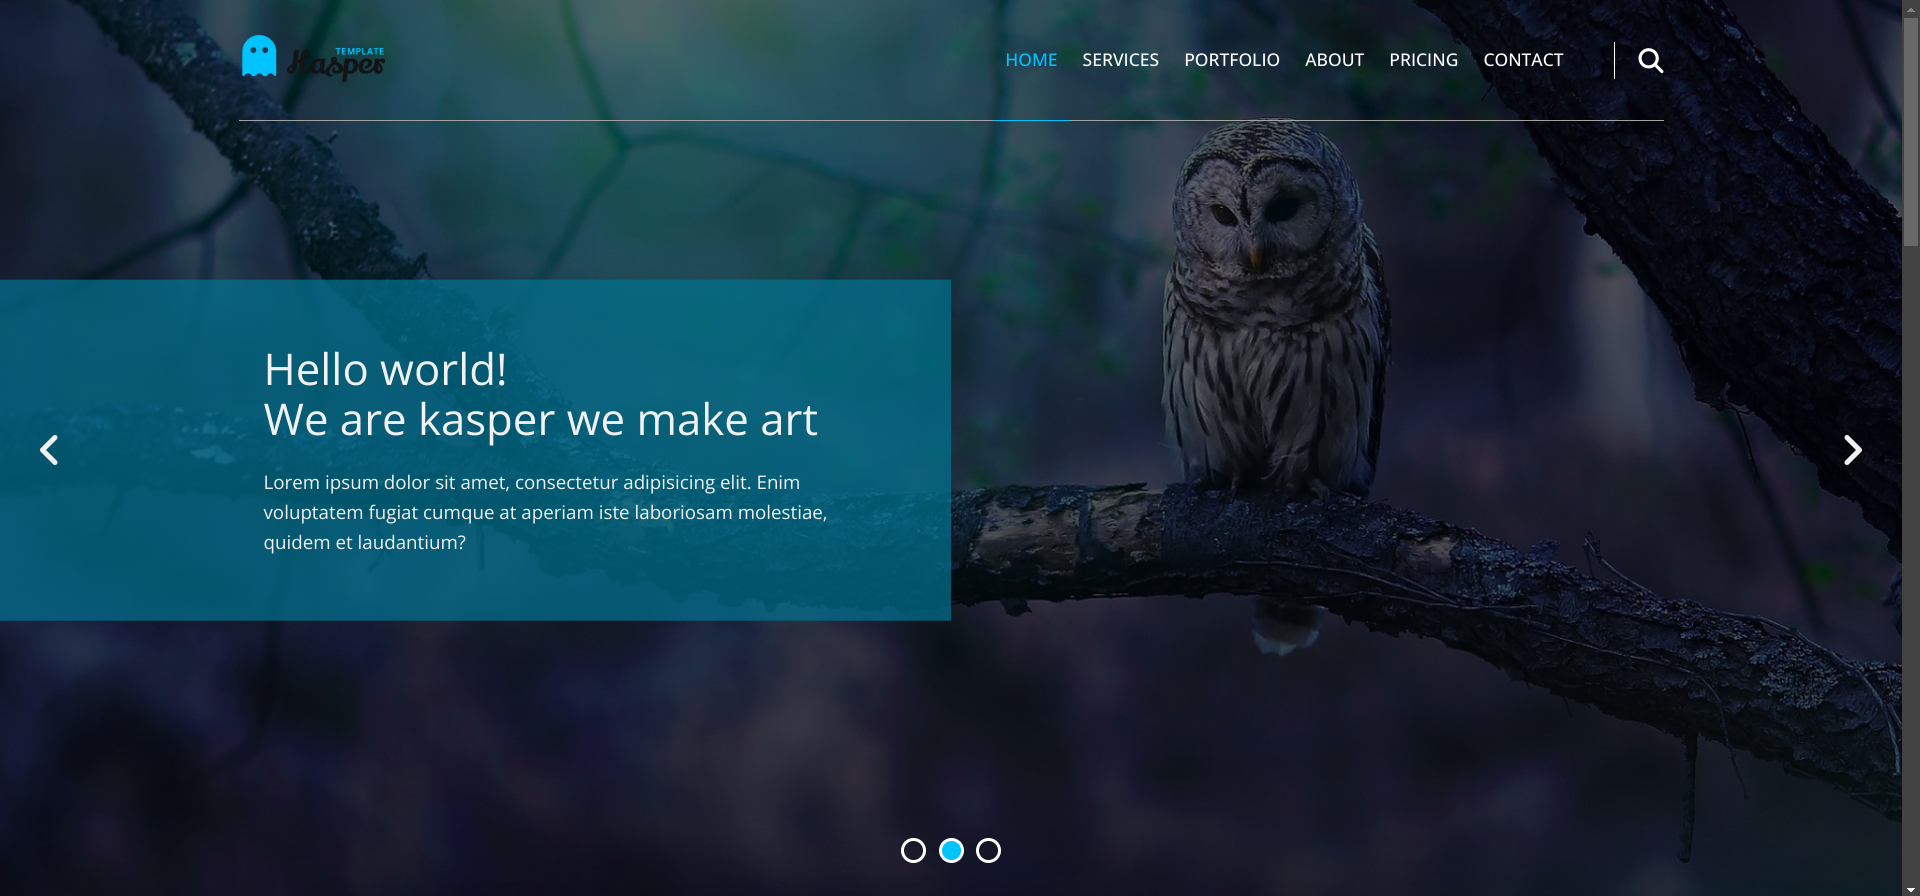 TEMPLATE
Kasper
HOME SERVICES PORTFOLIO ABOUT PRICING CONTACT
Hello world!
We are kasper we make art
Lorem ipsum dolor sit amet, consectetur adipisicing elit. Enim
voluptatem fugiat cumque at aperiam iste laboriosam molestiae,
quidem et laudantium?